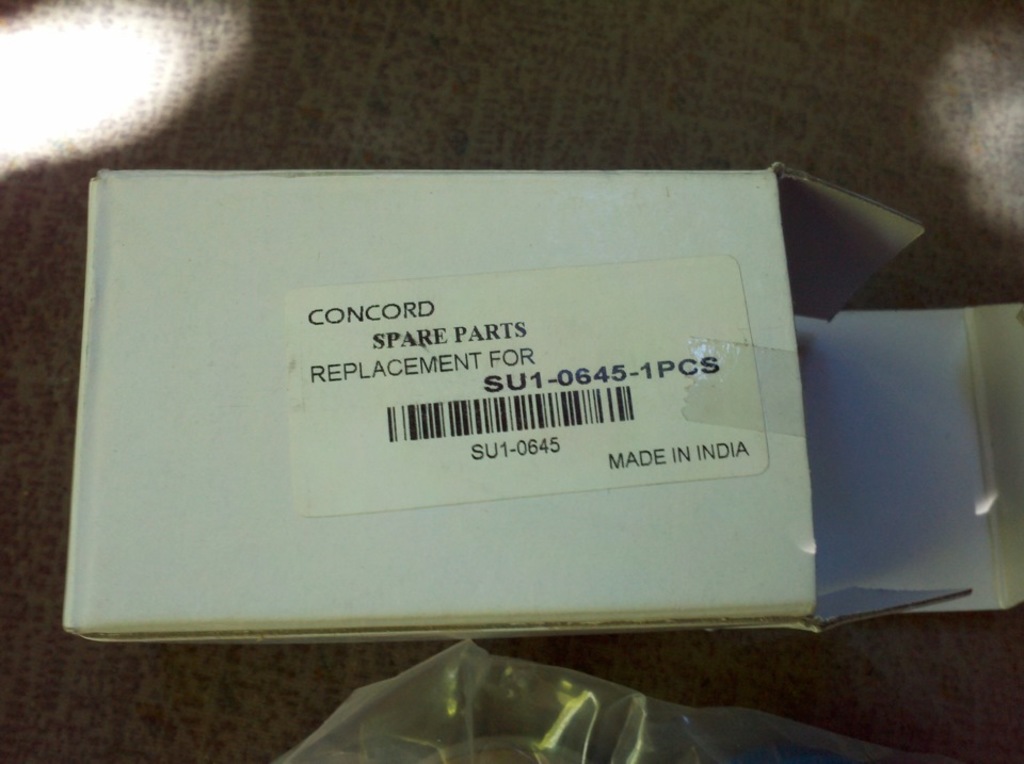 CONCORD
SPARE PARTS
REPLACEMENT FOR
SU1-0645-1PCS
SU1-0645
MADE IN INDIA